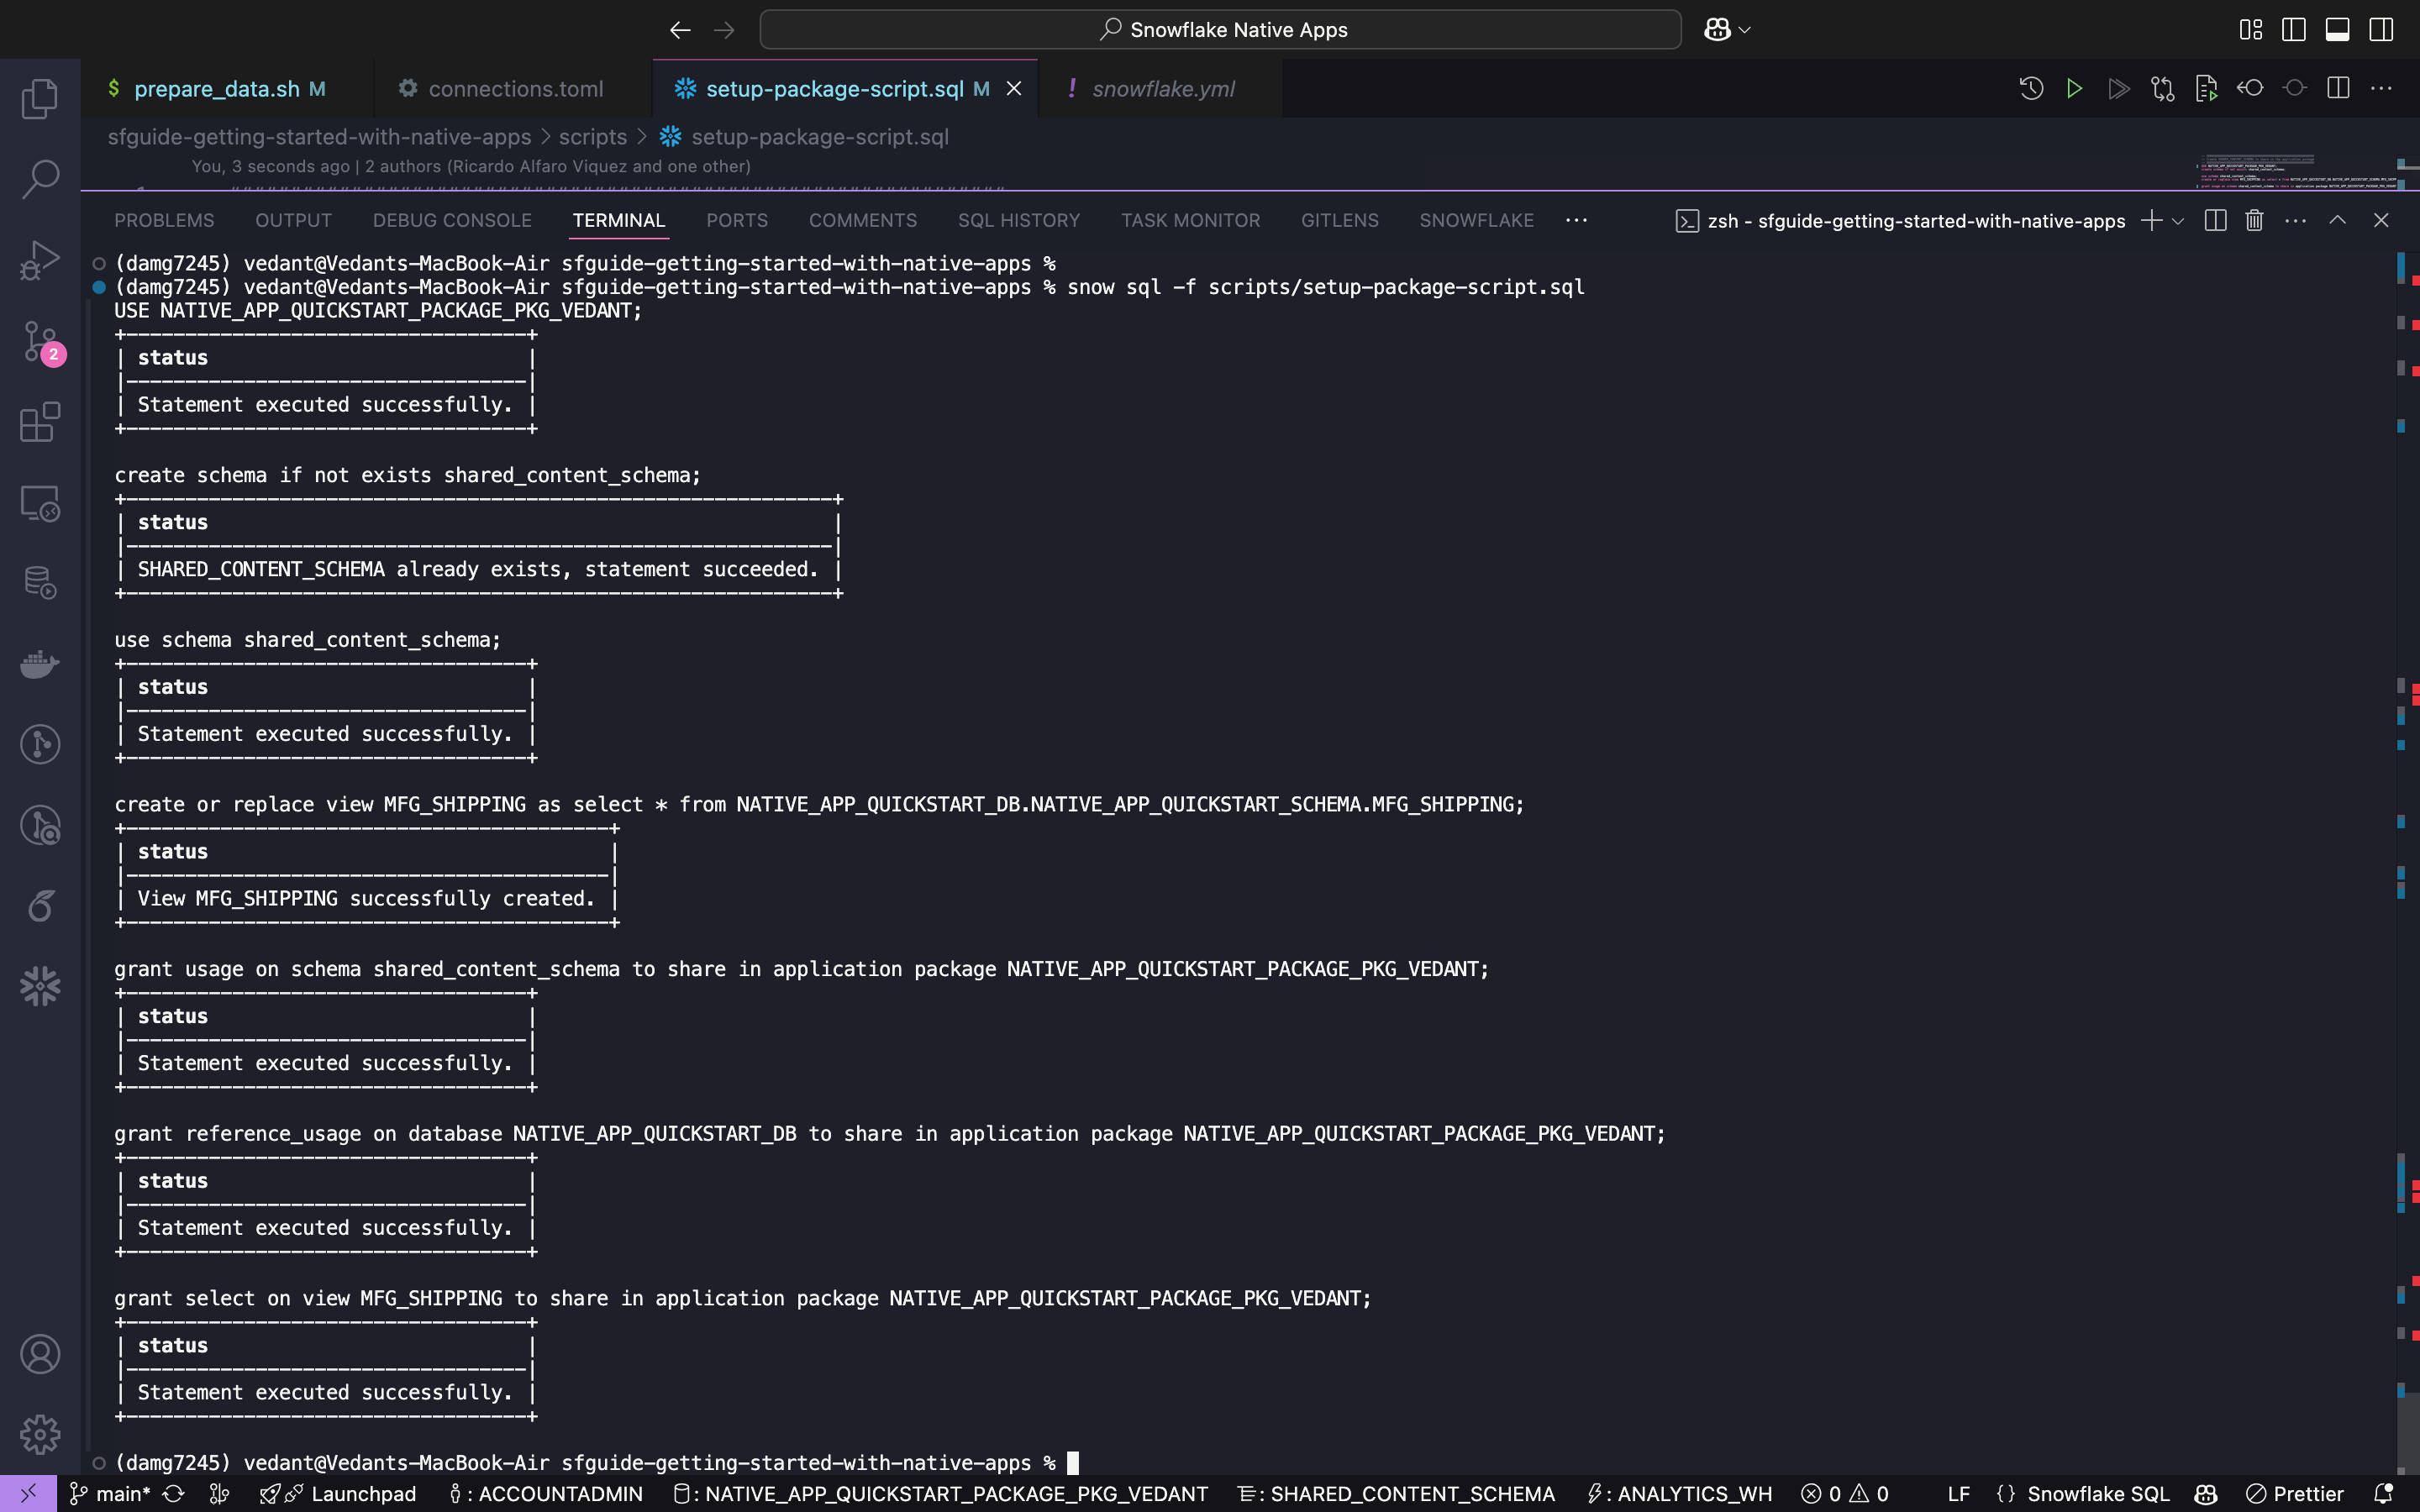 Snowflake Native Apps
$ prepare_data.sh M
connections.toml
setup-package-script.sql M
! snowflake.yml
sfguide-getting-started-with-native-apps > scripts > setup-package-script.sql
You, 3 seconds ago | 2 authors (Ricardo Alfaro Viquez and one other)
PROBLEMS OUTPUT DEBUG CONSOLE TERMINAL PORTS COMMENTS SQL HISTORY TASK MONITOR GITLENS SNOWFLAKE ... zsh - sfguide-getting-started-with-native-apps
(damg7245) vedant@Vedants-MacBook-Air sfguide-getting-started-with-native-apps %
(damg7245) vedant@Vedants-MacBook-Air sfguide-getting-started-with-native-apps % snow sql -f scripts/setup-package-script.sql
USE NATIVE_APP_QUICKSTART_PACKAGE_PKG_VEDANT;
+----------------------------------+
| status |
|----------------------------------|
| Statement executed successfully. |
+----------------------------------+
create schema if not exists shared_content_schema;
+------------------------------------------------------------+
| status |
|------------------------------------------------------------|
| SHARED_CONTENT_SCHEMA already exists, statement succeeded. |
+------------------------------------------------------------+
use schema shared_content_schema;
+----------------------------------+
| status |
|----------------------------------|
| Statement executed successfully. |
+----------------------------------+
create or replace view MFG_SHIPPING as select * from NATIVE_APP_QUICKSTART_DB.NATIVE_APP_QUICKSTART_SCHEMA.MFG_SHIPPING;
+-----------------------------------------+
| status |
|-----------------------------------------|
| View MFG_SHIPPING successfully created. |
+-----------------------------------------+
grant usage on schema shared_content_schema to share in application package NATIVE_APP_QUICKSTART_PACKAGE_PKG_VEDANT;
+----------------------------------+
| status |
|----------------------------------|
| Statement executed successfully. |
+----------------------------------+
grant reference_usage on database NATIVE_APP_QUICKSTART_DB to share in application package NATIVE_APP_QUICKSTART_PACKAGE_PKG_VEDANT;
+----------------------------------+
| status |
|----------------------------------|
| Statement executed successfully. |
+----------------------------------+
grant select on view MFG_SHIPPING to share in application package NATIVE_APP_QUICKSTART_PACKAGE_PKG_VEDANT;
+----------------------------------+
| status |
|----------------------------------|
| Statement executed successfully. |
+----------------------------------+
(damg7245) vedant@Vedants-MacBook-Air sfguide-getting-started-with-native-apps %
2
main* Launchpad : ACCOUNTADMIN : NATIVE_APP_QUICKSTART_PACKAGE_PKG_VEDANT : SHARED_CONTENT_SCHEMA : ANALYTICS_WH 0 0 LF {} Snowflake SQL Prettier